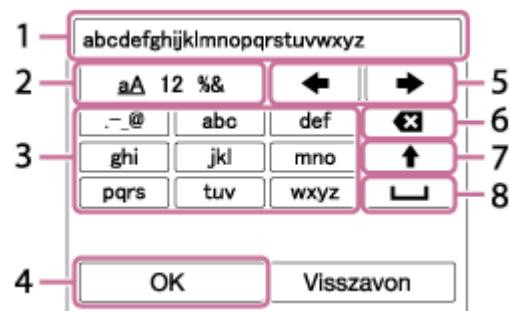 1 abcdefghijklmnopqrstuvwxyz
2 aA 12 %& 5
.-_@ abc def 6
3 ghi jkl mno 7
pqrs tuv wxyz 8
4 OK Visszavon